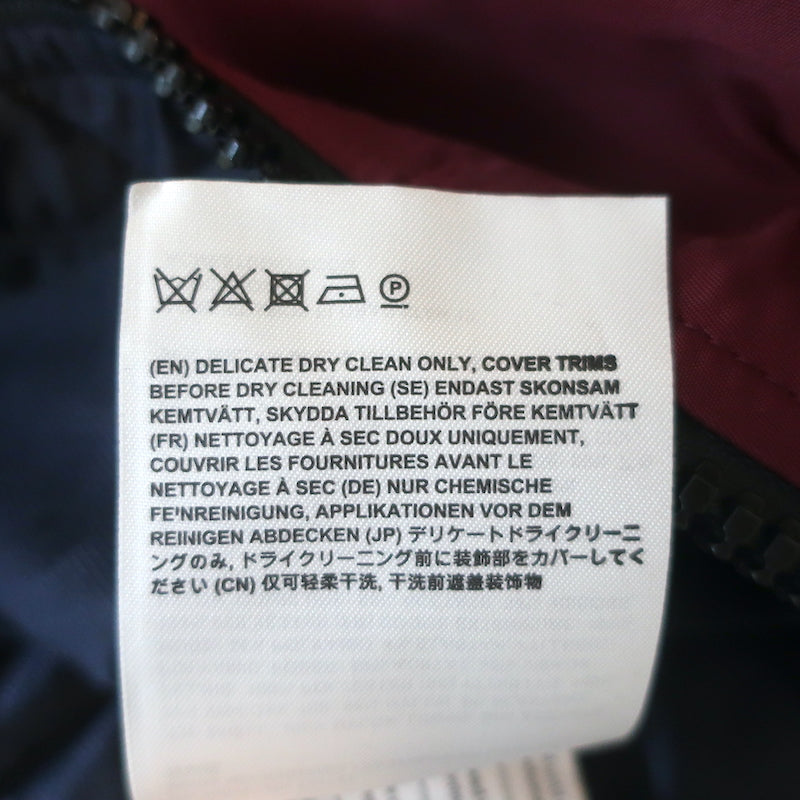 P
(EN) DELICATE DRY CLEAN ONLY, COVER TRIMS
BEFORE DRY CLEANING (SE) ENDAST SKONSAM
KEMTVÄTT, SKYDDA TILLBEHÖR FÖRE KEMTVÄTT
(FR) NETTOYAGE À SEC DOUX UNIQUEMENT,
COUVRIR LES FOURNITURES AVANT LE
NETTOYAGE À SEC (DE) NUR CHEMISCHE
FE'NREINIGUNG, APPLIKATIONEN VOR DEM
REINIGEN ABDECKEN (JP) デリケートドライクリーニ
ングのみ, ドライクリーニング前に装飾部をカバーしてく
ださい (CN) 仅可轻柔干洗, 干洗前遮盖装饰物